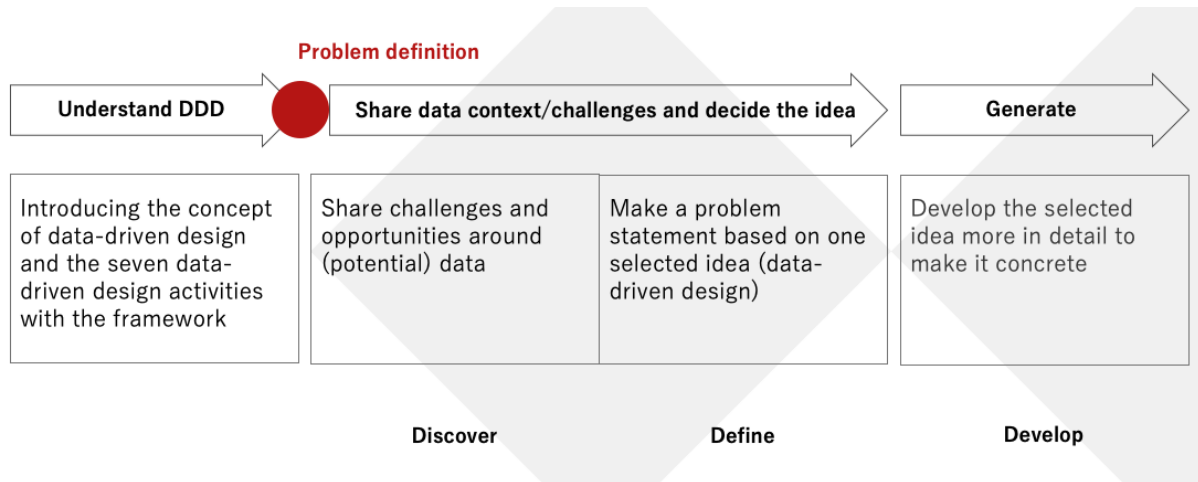 Problem definition
Understand DDD
Share data context/challenges and decide the idea
Generate
Introducing the concept
of data-driven design
and the seven data-
driven design activities
with the framework
Share challenges and
opportunities around
(potential) data
Make a problem
statement based on one
selected idea (data-
driven design)
Develop the selected
idea more in detail to
make it concrete
Discover
Define
Develop